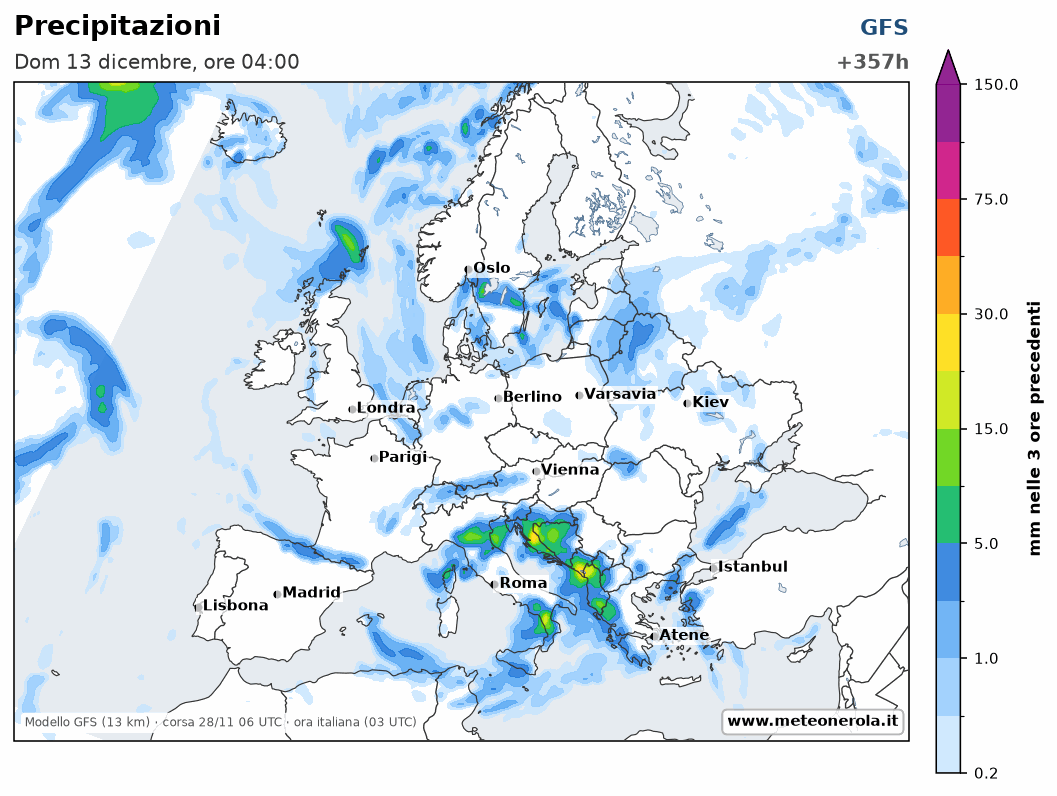 Precipitazioni
GFS
Dom 13 dicembre, ore 04:00
+357h
150.0
75.0
30.0
15.0
5.0
1.0
0.2
mm nelle 3 ore precedenti
Oslo
Berlino
Varsavia
Kiev
Londra
Parigi
Vienna
Istanbul
Roma
Madrid
Lisbona
Atene
Modello GFS (13 km) · corsa 28/11 06 UTC · ora italiana (03 UTC)
www.meteonerola.it